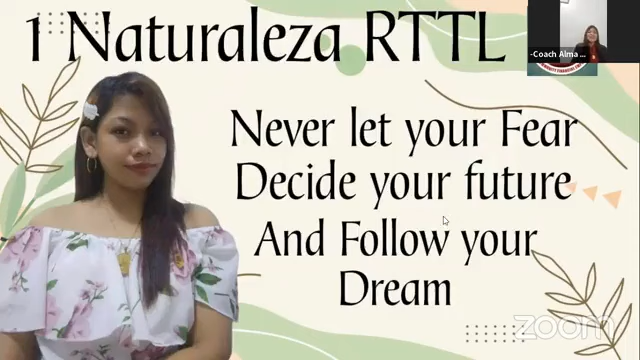 1 Naturaleza RTTL
-Coach Alma ...
Never let your Fear
Decide your future
And Follow your
Dream
zoom